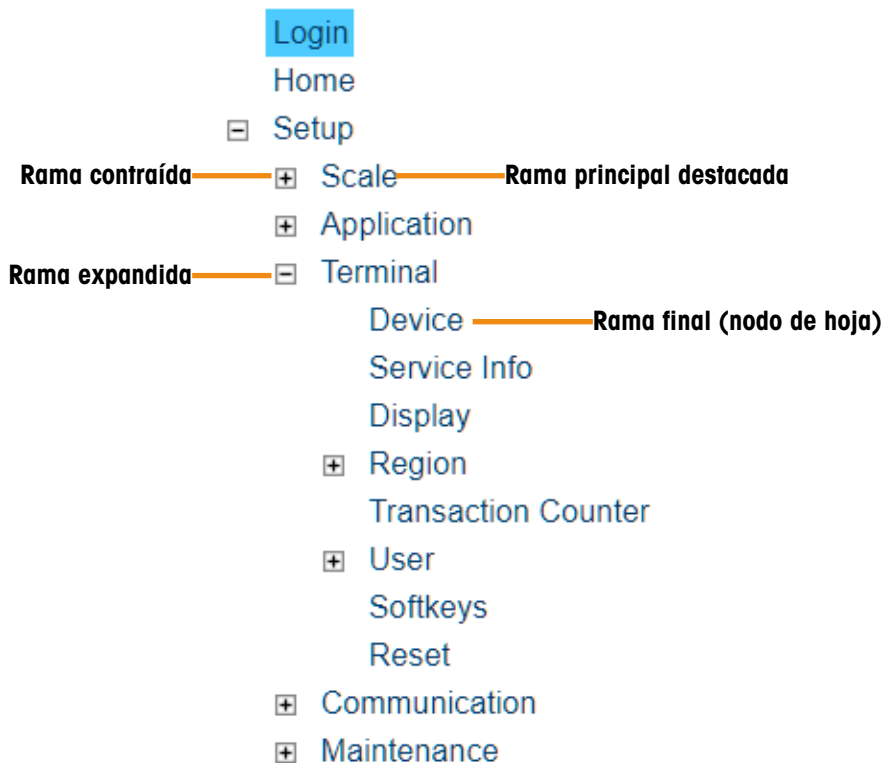 Login
Home
Setup
Rama contraída Scale Rama principal destacada
Application
Rama expandida Terminal
Device Rama final (nodo de hoja)
Service Info
Display
Region
Transaction Counter
User
Softkeys
Reset
Communication
Maintenance